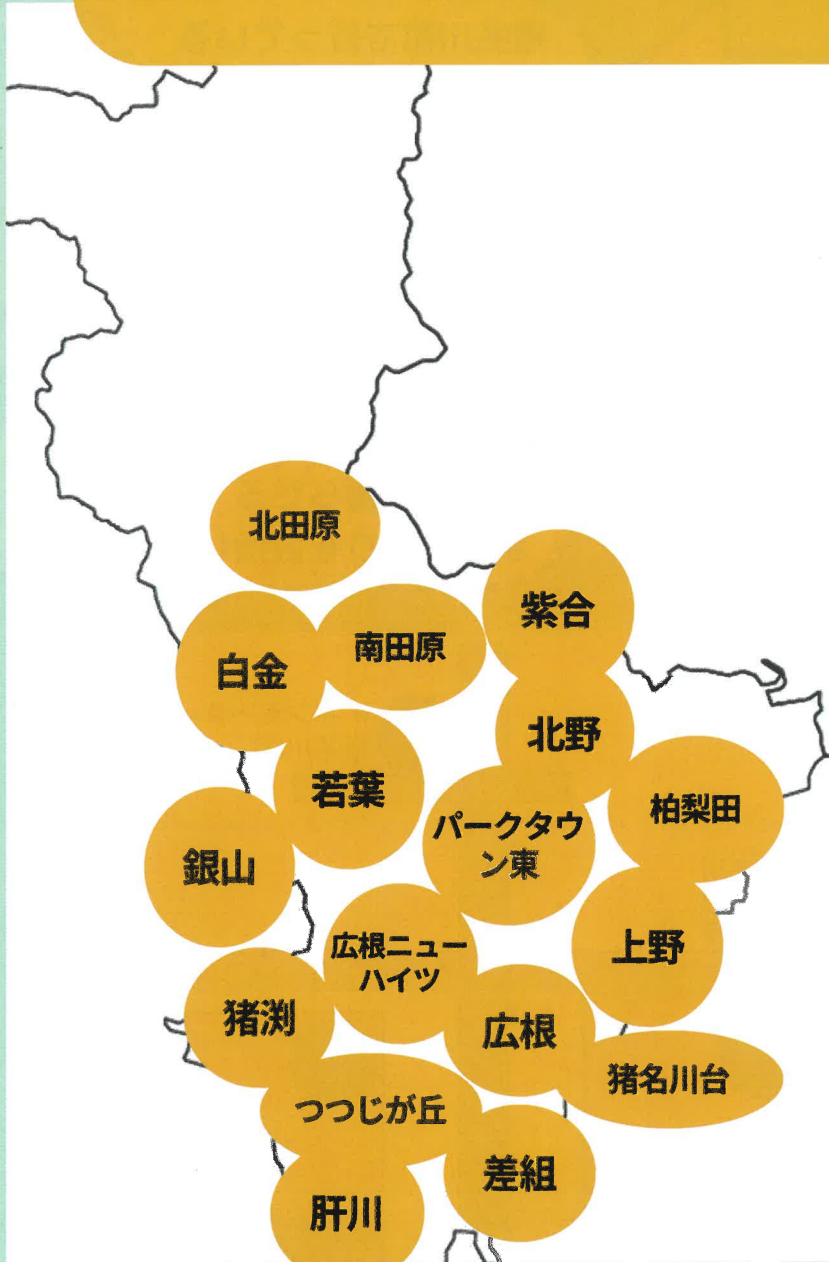 北田原
紫合
南田原
白金
北野
若葉
柏梨田
パークタウ
ン東
銀山
上野
広根ニュー
ハイツ
猪渕
広根
猪名川台
つつじが丘
差組
肝川